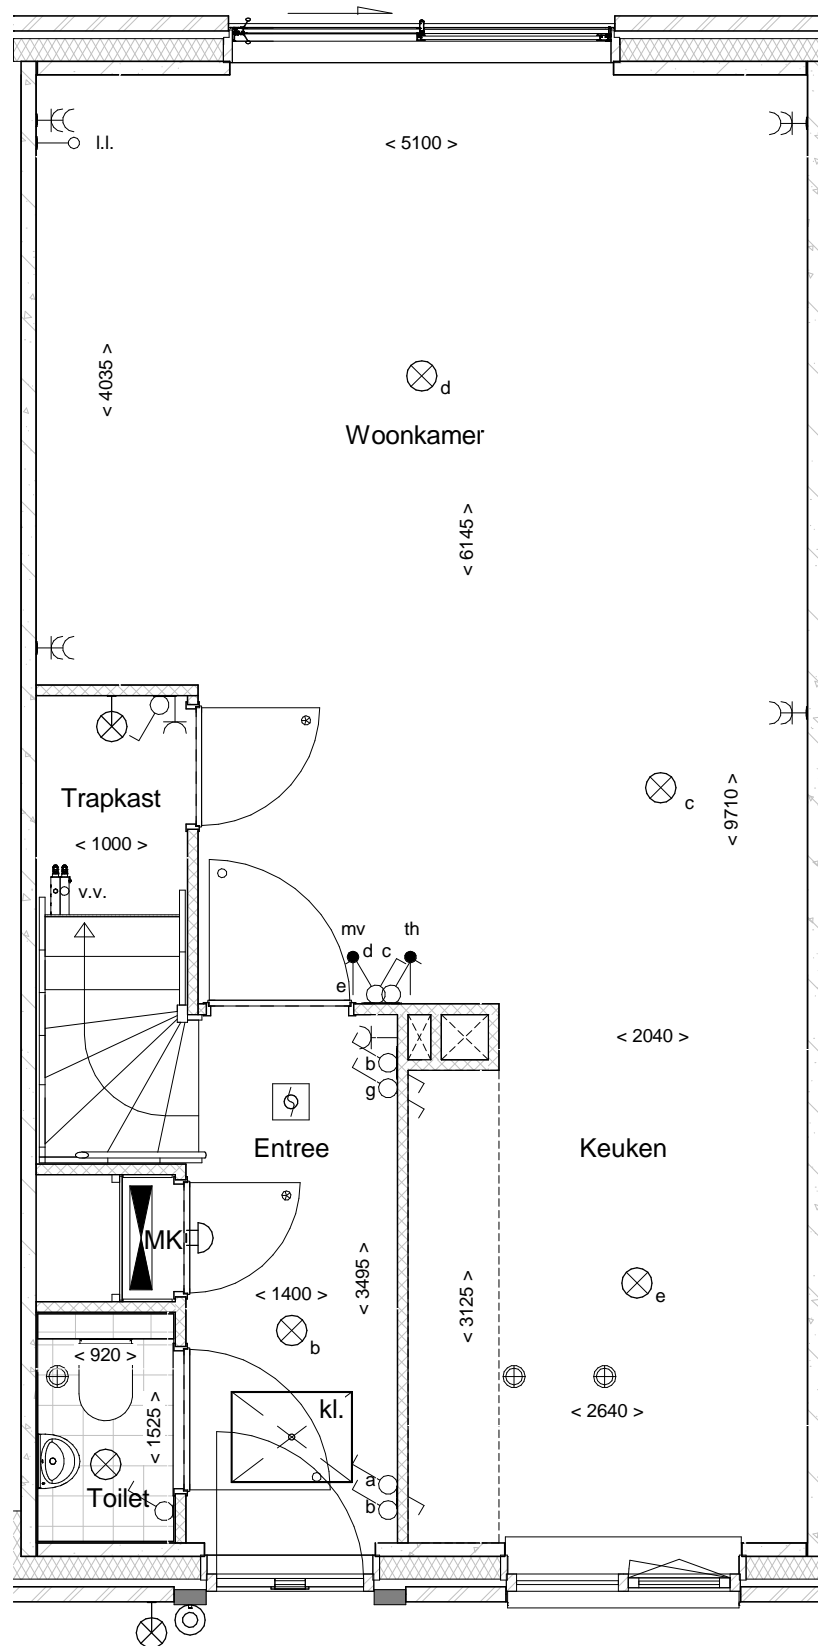 l.l.
< 5100 >
< 4035 >
d
Woonkamer
< 6145 >
Trapkast
c
< 9710 >
< 1000 >
v.v.
mv
th
d
c
e
< 2040 >
b
g
Entree
Keuken
MK
< 3495 >
< 1400 >
< 3125 >
e
b
< 920 >
kl.
< 2640 >
< 1525 >
a
Toilet
b